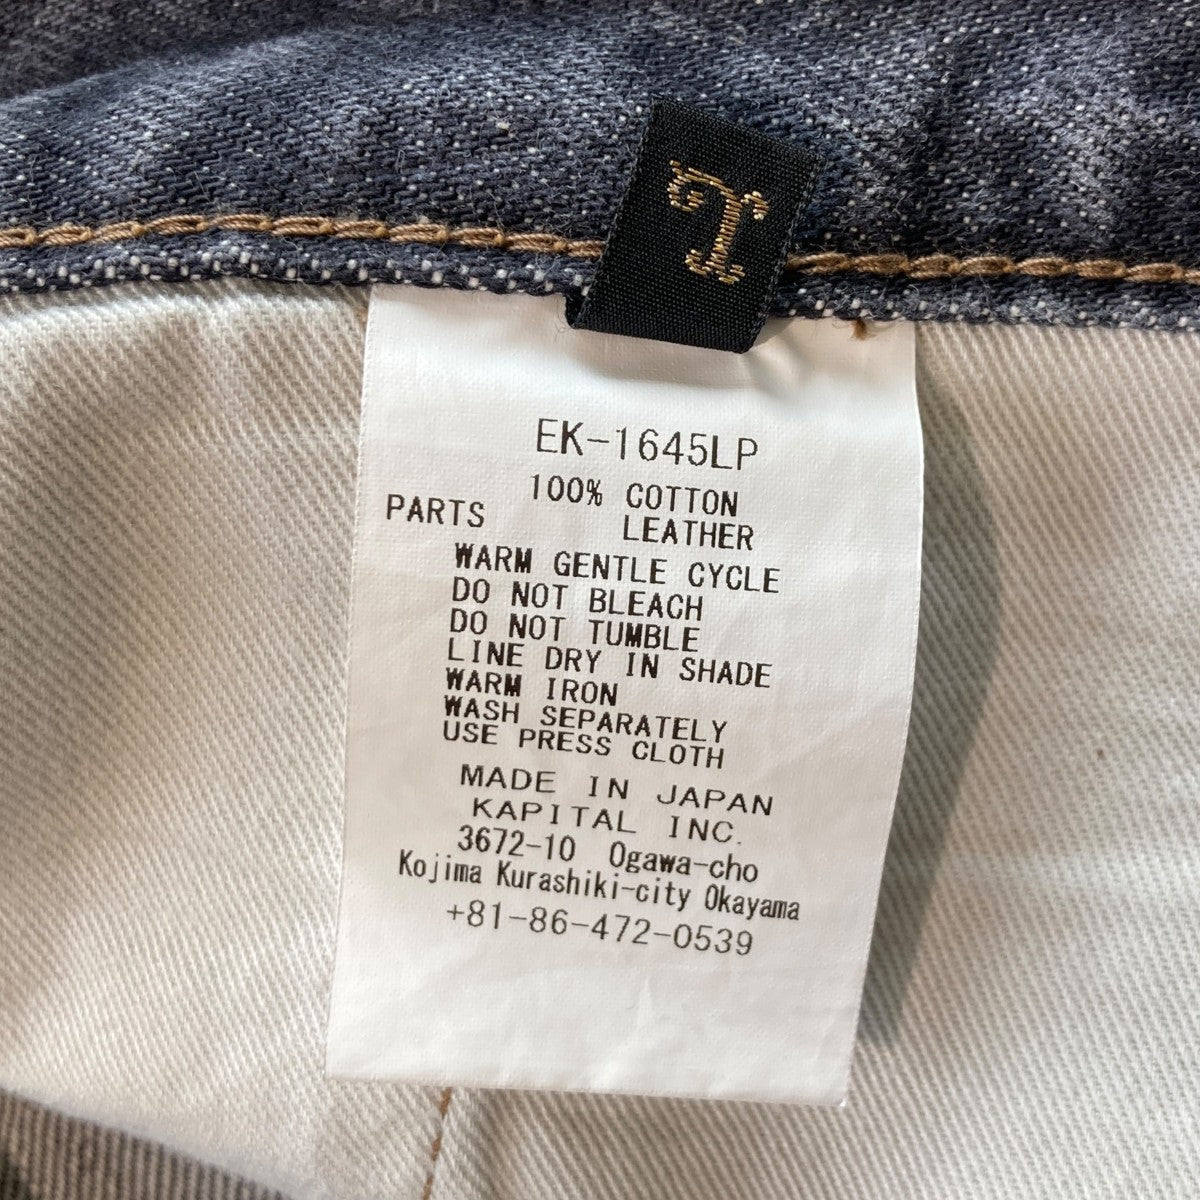 T
EK-1645LP
100% COTTON
PARTS LEATHER
WARM GENTLE CYCLE
DO NOT BLEACH
DO NOT TUMBLE
LINE DRY IN SHADE
WARM IRON
WASH SEPARATELY
USE PRESS CLOTH
MADE IN JAPAN
KAPITAL INC.
3672-10 Ogawa-cho
Kojima Kurashiki-city Okayama
+81-86-472-0539